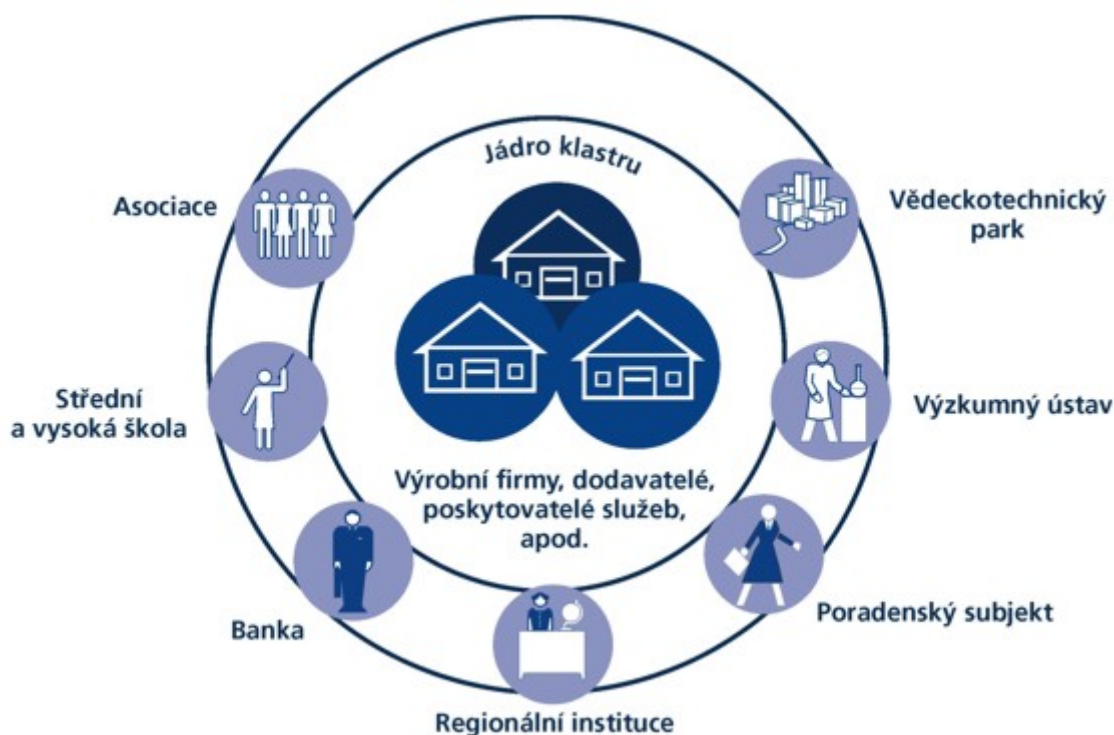 Jádro klastru
Asociace
Vědeckotechnický
park
Střední
a vysoká škola
Výzkumný ústav
Výrobní firmy, dodavatelé,
poskytovatelé služeb,
apod.
Banka
Poradenský subjekt
Regionální instituce